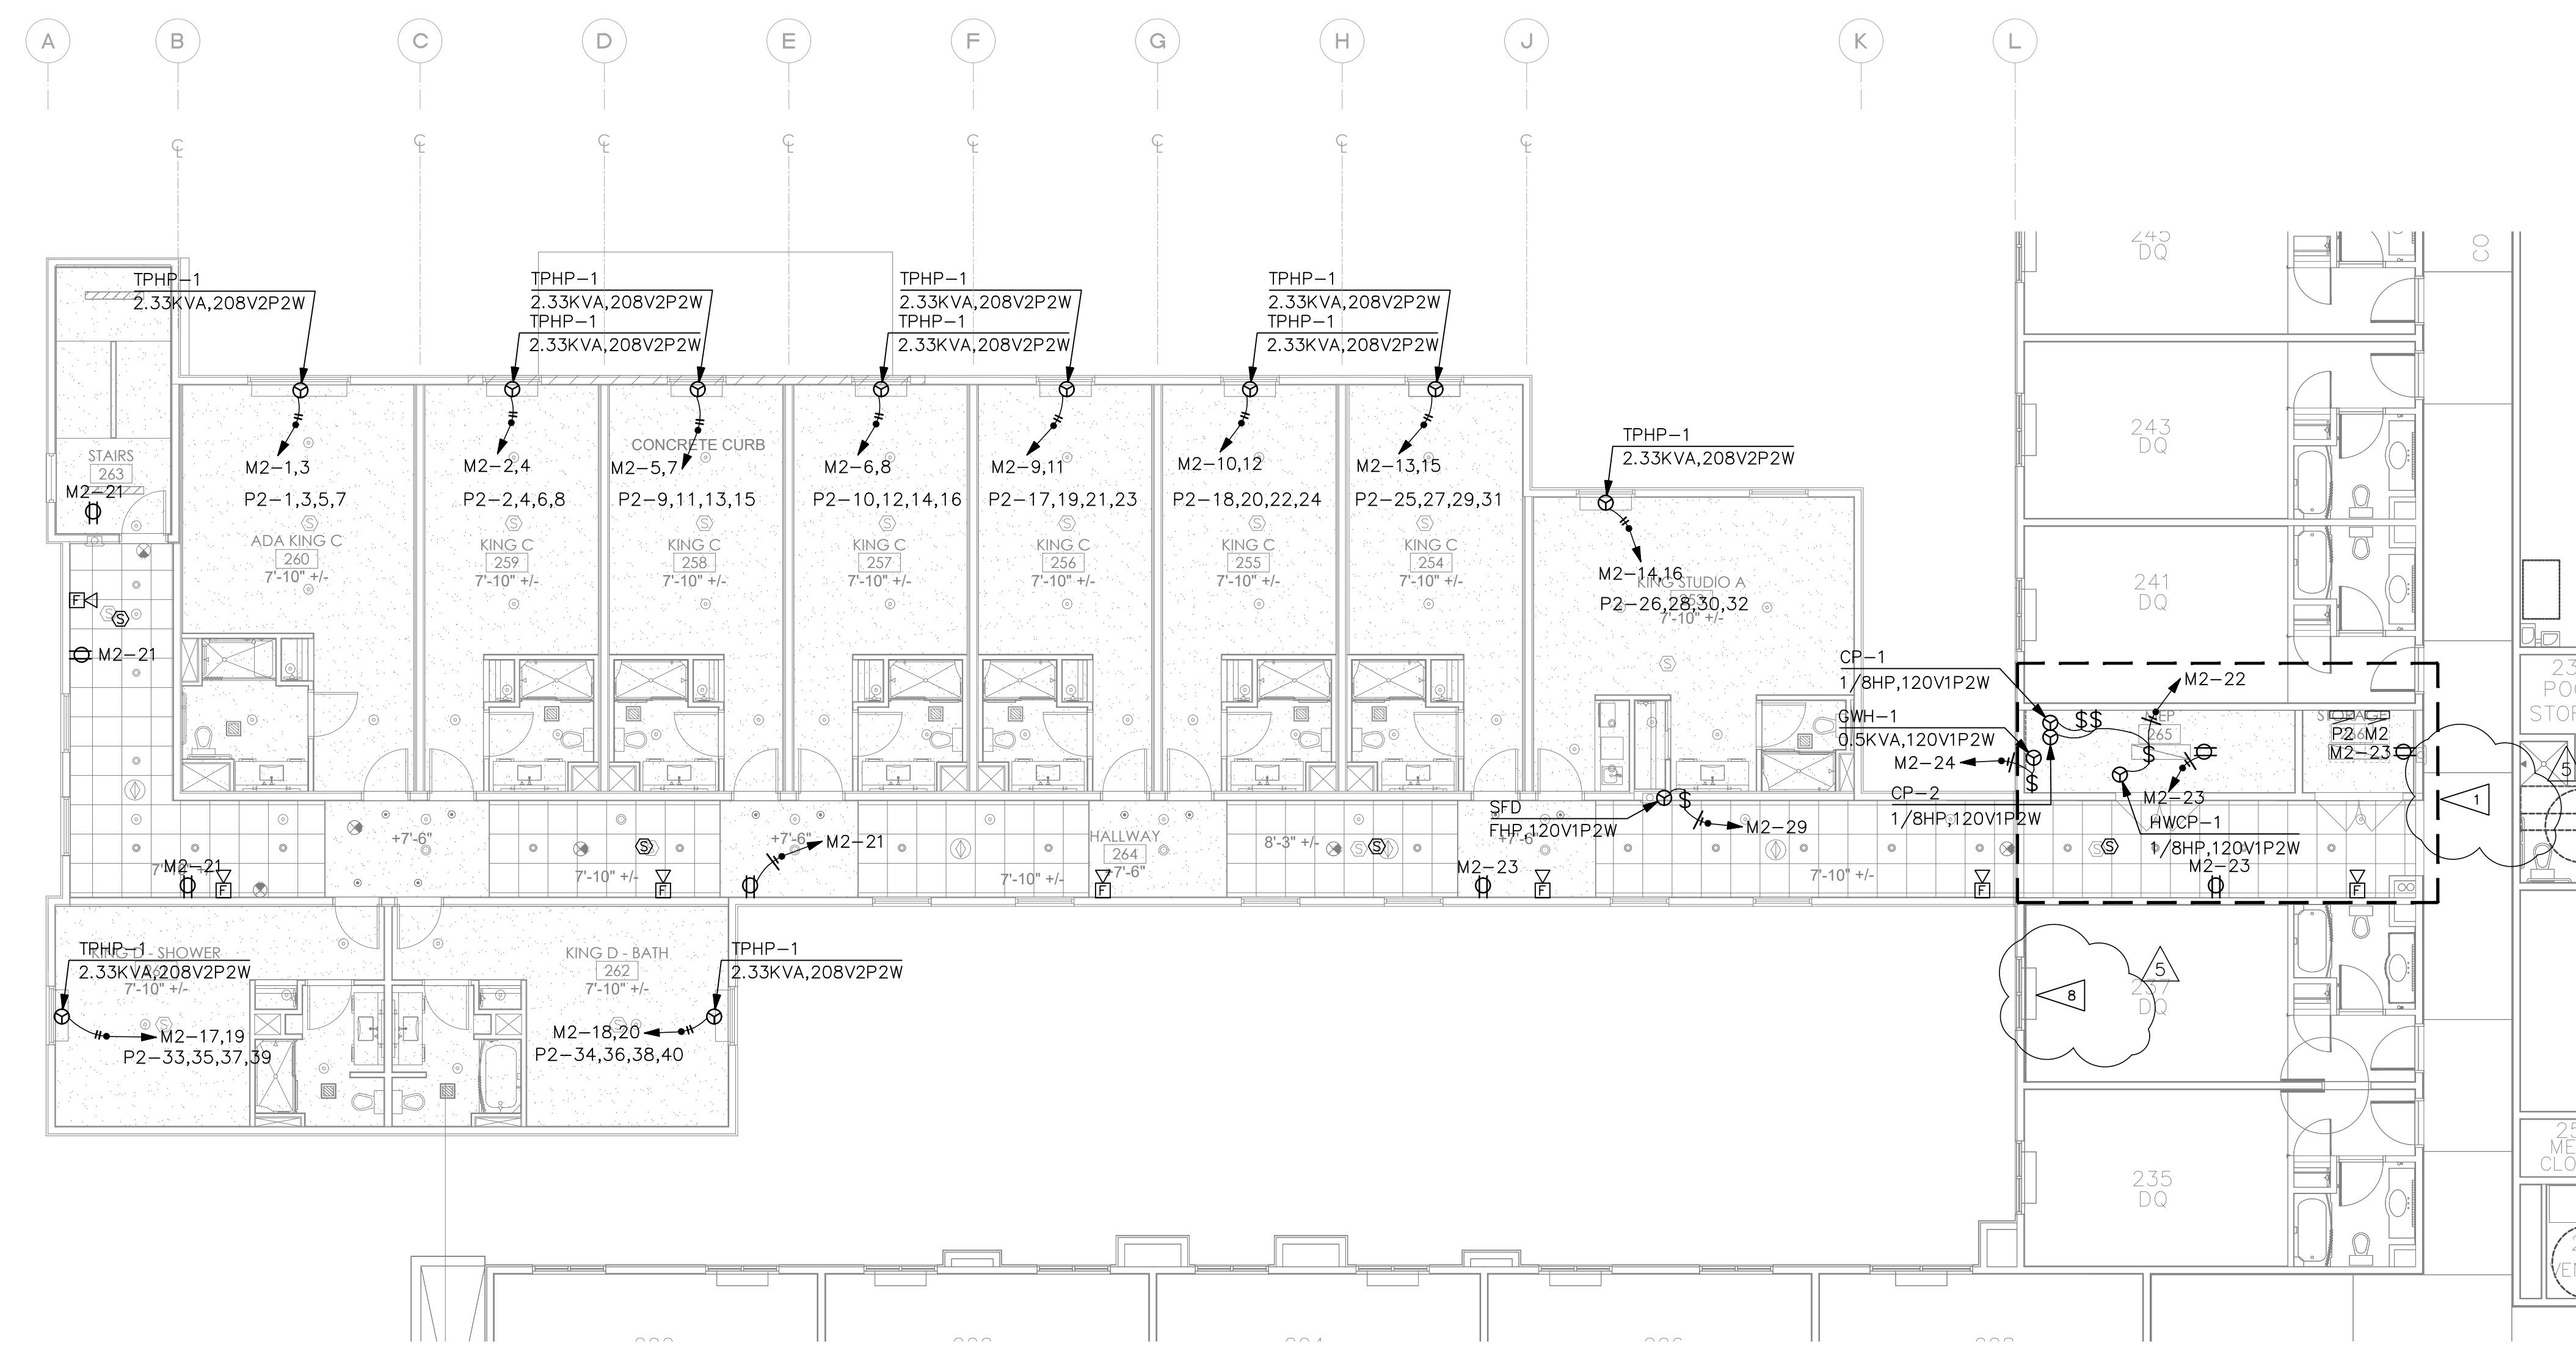 A
B
C
D
E
F
G
H
J
K
L
245
DQ
CO
TPHP-1
2.33KVA,208V2P2W
TPHP-1
2.33KVA,208V2P2W
TPHP-1
2.33KVA,208V2P2W
TPHP-1
2.33KVA,208V2P2W
TPHP-1
2.33KVA,208V2P2W
TPHP-1
2.33KVA,208V2P2W
TPHP-1
2.33KVA,208V2P2W
TPHP-1
2.33KVA,208V2P2W
243
DQ
CONCRETE CURB
STAIRS
263
M2-21
M2-1,3
M2-2,4
M2-5,7
M2-6,8
M2-9,11
M2-10,12
M2-13,15
P2-1,3,5,7
P2-2,4,6,8
P2-9,11,13,15
P2-10,12,14,16
P2-17,19,21,23
P2-18,20,22,24
P2-25,27,29,31
S
S
S
S
S
S
S
ADA KING C
260
7'-10" +/-
KING C
259
7'-10" +/-
KING C
258
7'-10" +/-
KING C
257
7'-10" +/-
KING C
256
7'-10" +/-
KING C
255
7'-10" +/-
KING C
254
7'-10" +/-
M2-14,16
KING STUDIO A
P2-26,28,30,32
7'-10" +/-
S
241
DQ
F
S
S
M2-21
CP-1
1/8HP,120V1P2W
GWH-1
0.5KVA,120V1P2W
M2-24
CP-2
1/8HP,120V1P2W
M2-22
$$
$
$
MEP
265
STORAGE
P2 M2
M2-23
M2-23
HWCP-1
1/8HP,120V1P2W
M2-23
1
5
SFD
FHP,120V1P2W
$
M2-29
+7'-6"
M2-21
+7'-6"
M2-21
HALLWAY
264
+7'-6"
8'-3" +/-
+7'-6"
M2-23
7'-10" +/-
7'-10" +/-
7'-10" +/-
F
F
F
F
F
F
S
S
S
S
S
S
TPHP-1
KING D - SHOWER
2.33KVA,208V2P2W
7'-10" +/-
S
M2-17,19
P2-33,35,37,39
KING D - BATH
262
7'-10" +/-
TPHP-1
2.33KVA,208V2P2W
S
M2-18,20
P2-34,36,38,40
8
5
237
DQ
235
DQ